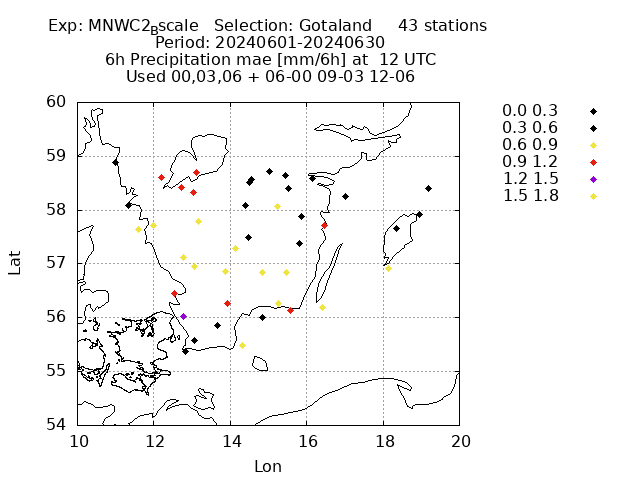 Exp: MNWC2Bscale   Selection: Gotaland     43 stations
Period: 20240601-20240630
6h Precipitation mae [mm/6h] at  12 UTC
Used 00,03,06 + 06-00 09-03 12-06
0.0 0.3
0.3 0.6
0.6 0.9
0.9 1.2
1.2 1.5
1.5 1.8
60
59
58
57
56
55
54
Lat
10 12 14 16 18 20
Lon